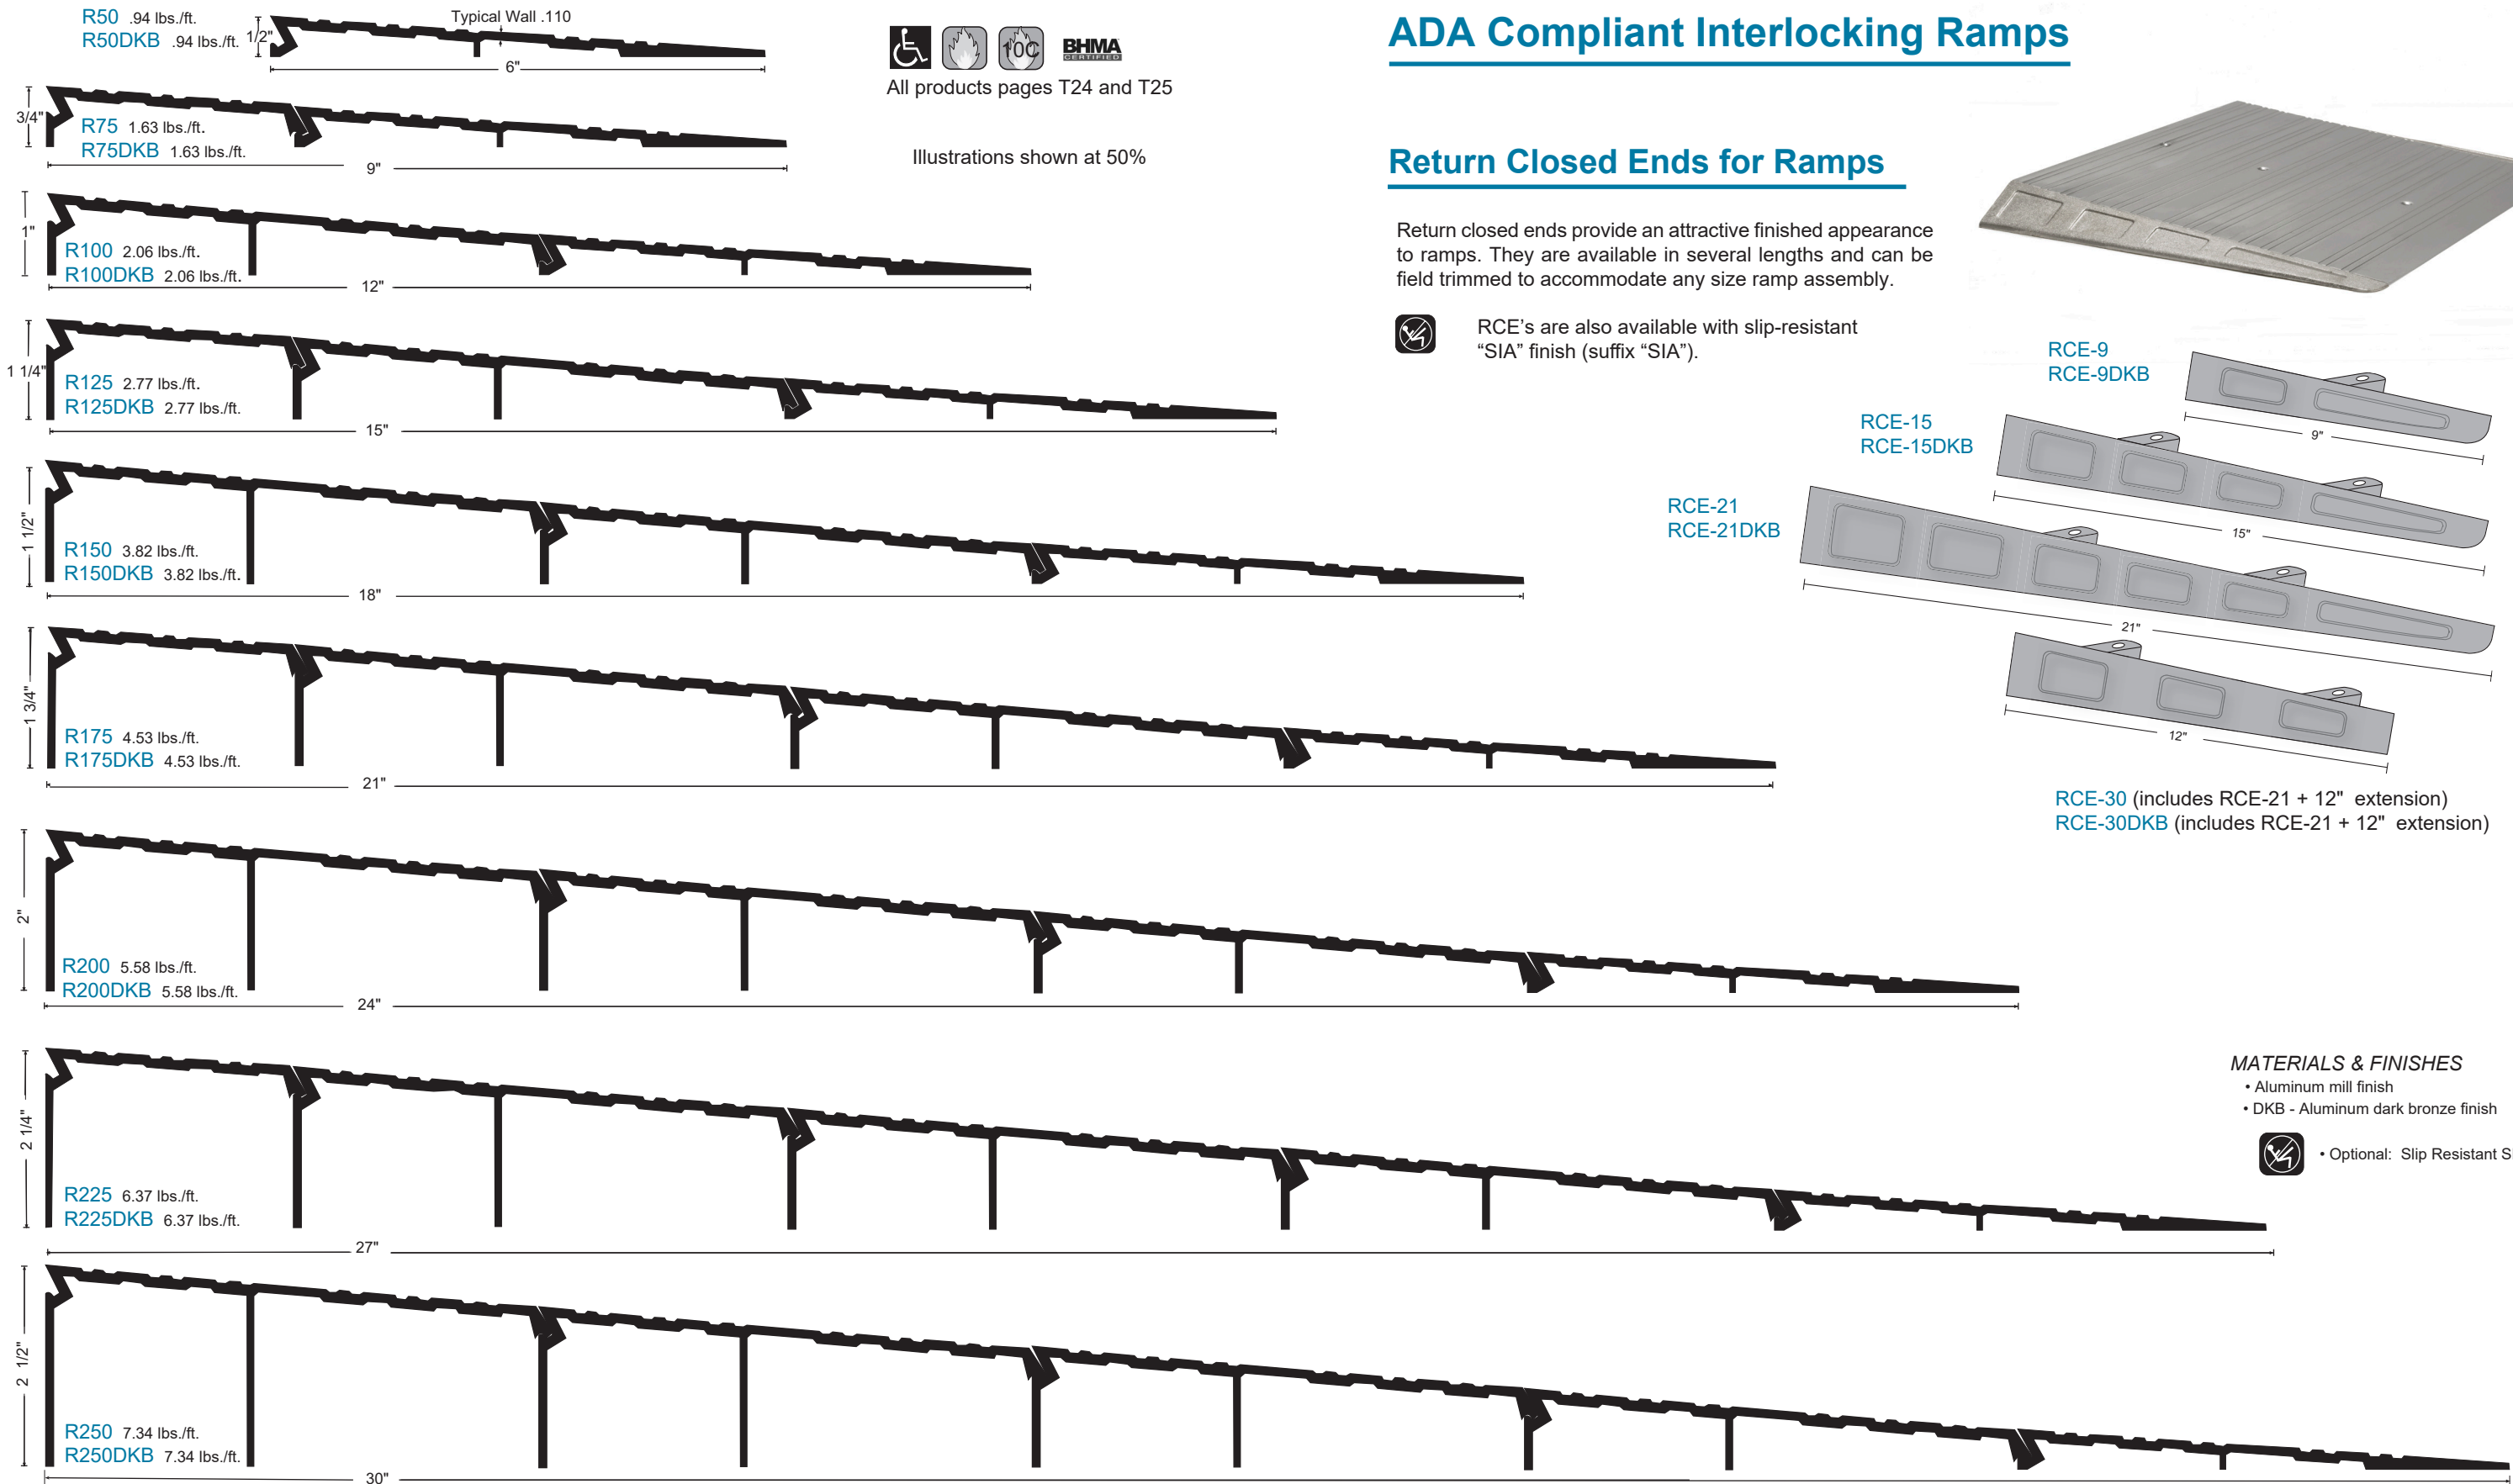 R50 .94 lbs./ft.
R50DKB .94 lbs./ft.
1/2"
Typical Wall .110
6"
3/4"
R75 1.63 lbs./ft.
R75DKB 1.63 lbs./ft.
9"
1"
R100 2.06 lbs./ft.
R100DKB 2.06 lbs./ft.
12"
1 1/4"
R125 2.77 lbs./ft.
R125DKB 2.77 lbs./ft.
15"
1 1/2"
R150 3.82 lbs./ft.
R150DKB 3.82 lbs./ft.
18"
1 3/4"
R175 4.53 lbs./ft.
R175DKB 4.53 lbs./ft.
21"
2"
R200 5.58 lbs./ft.
R200DKB 5.58 lbs./ft.
24"
2 1/4"
R225 6.37 lbs./ft.
R225DKB 6.37 lbs./ft.
27"
2 1/2"
R250 7.34 lbs./ft.
R250DKB 7.34 lbs./ft.
30"
10C
BHMA
CERTIFIED
All products pages T24 and T25
Illustrations shown at 50%
ADA Compliant Interlocking Ramps
Return Closed Ends for Ramps
Return closed ends provide an attractive finished appearance
to ramps. They are available in several lengths and can be
field trimmed to accommodate any size ramp assembly.
RCE's are also available with slip-resistant
“SIA” finish (suffix “SIA”).
RCE-9
RCE-9DKB
9"
RCE-15
RCE-15DKB
15"
RCE-21
RCE-21DKB
21"
12"
RCE-30 (includes RCE-21 + 12" extension)
RCE-30DKB (includes RCE-21 + 12" extension)
MATERIALS & FINISHES
• Aluminum mill finish
• DKB - Aluminum dark bronze finish
• Optional: Slip Resistant